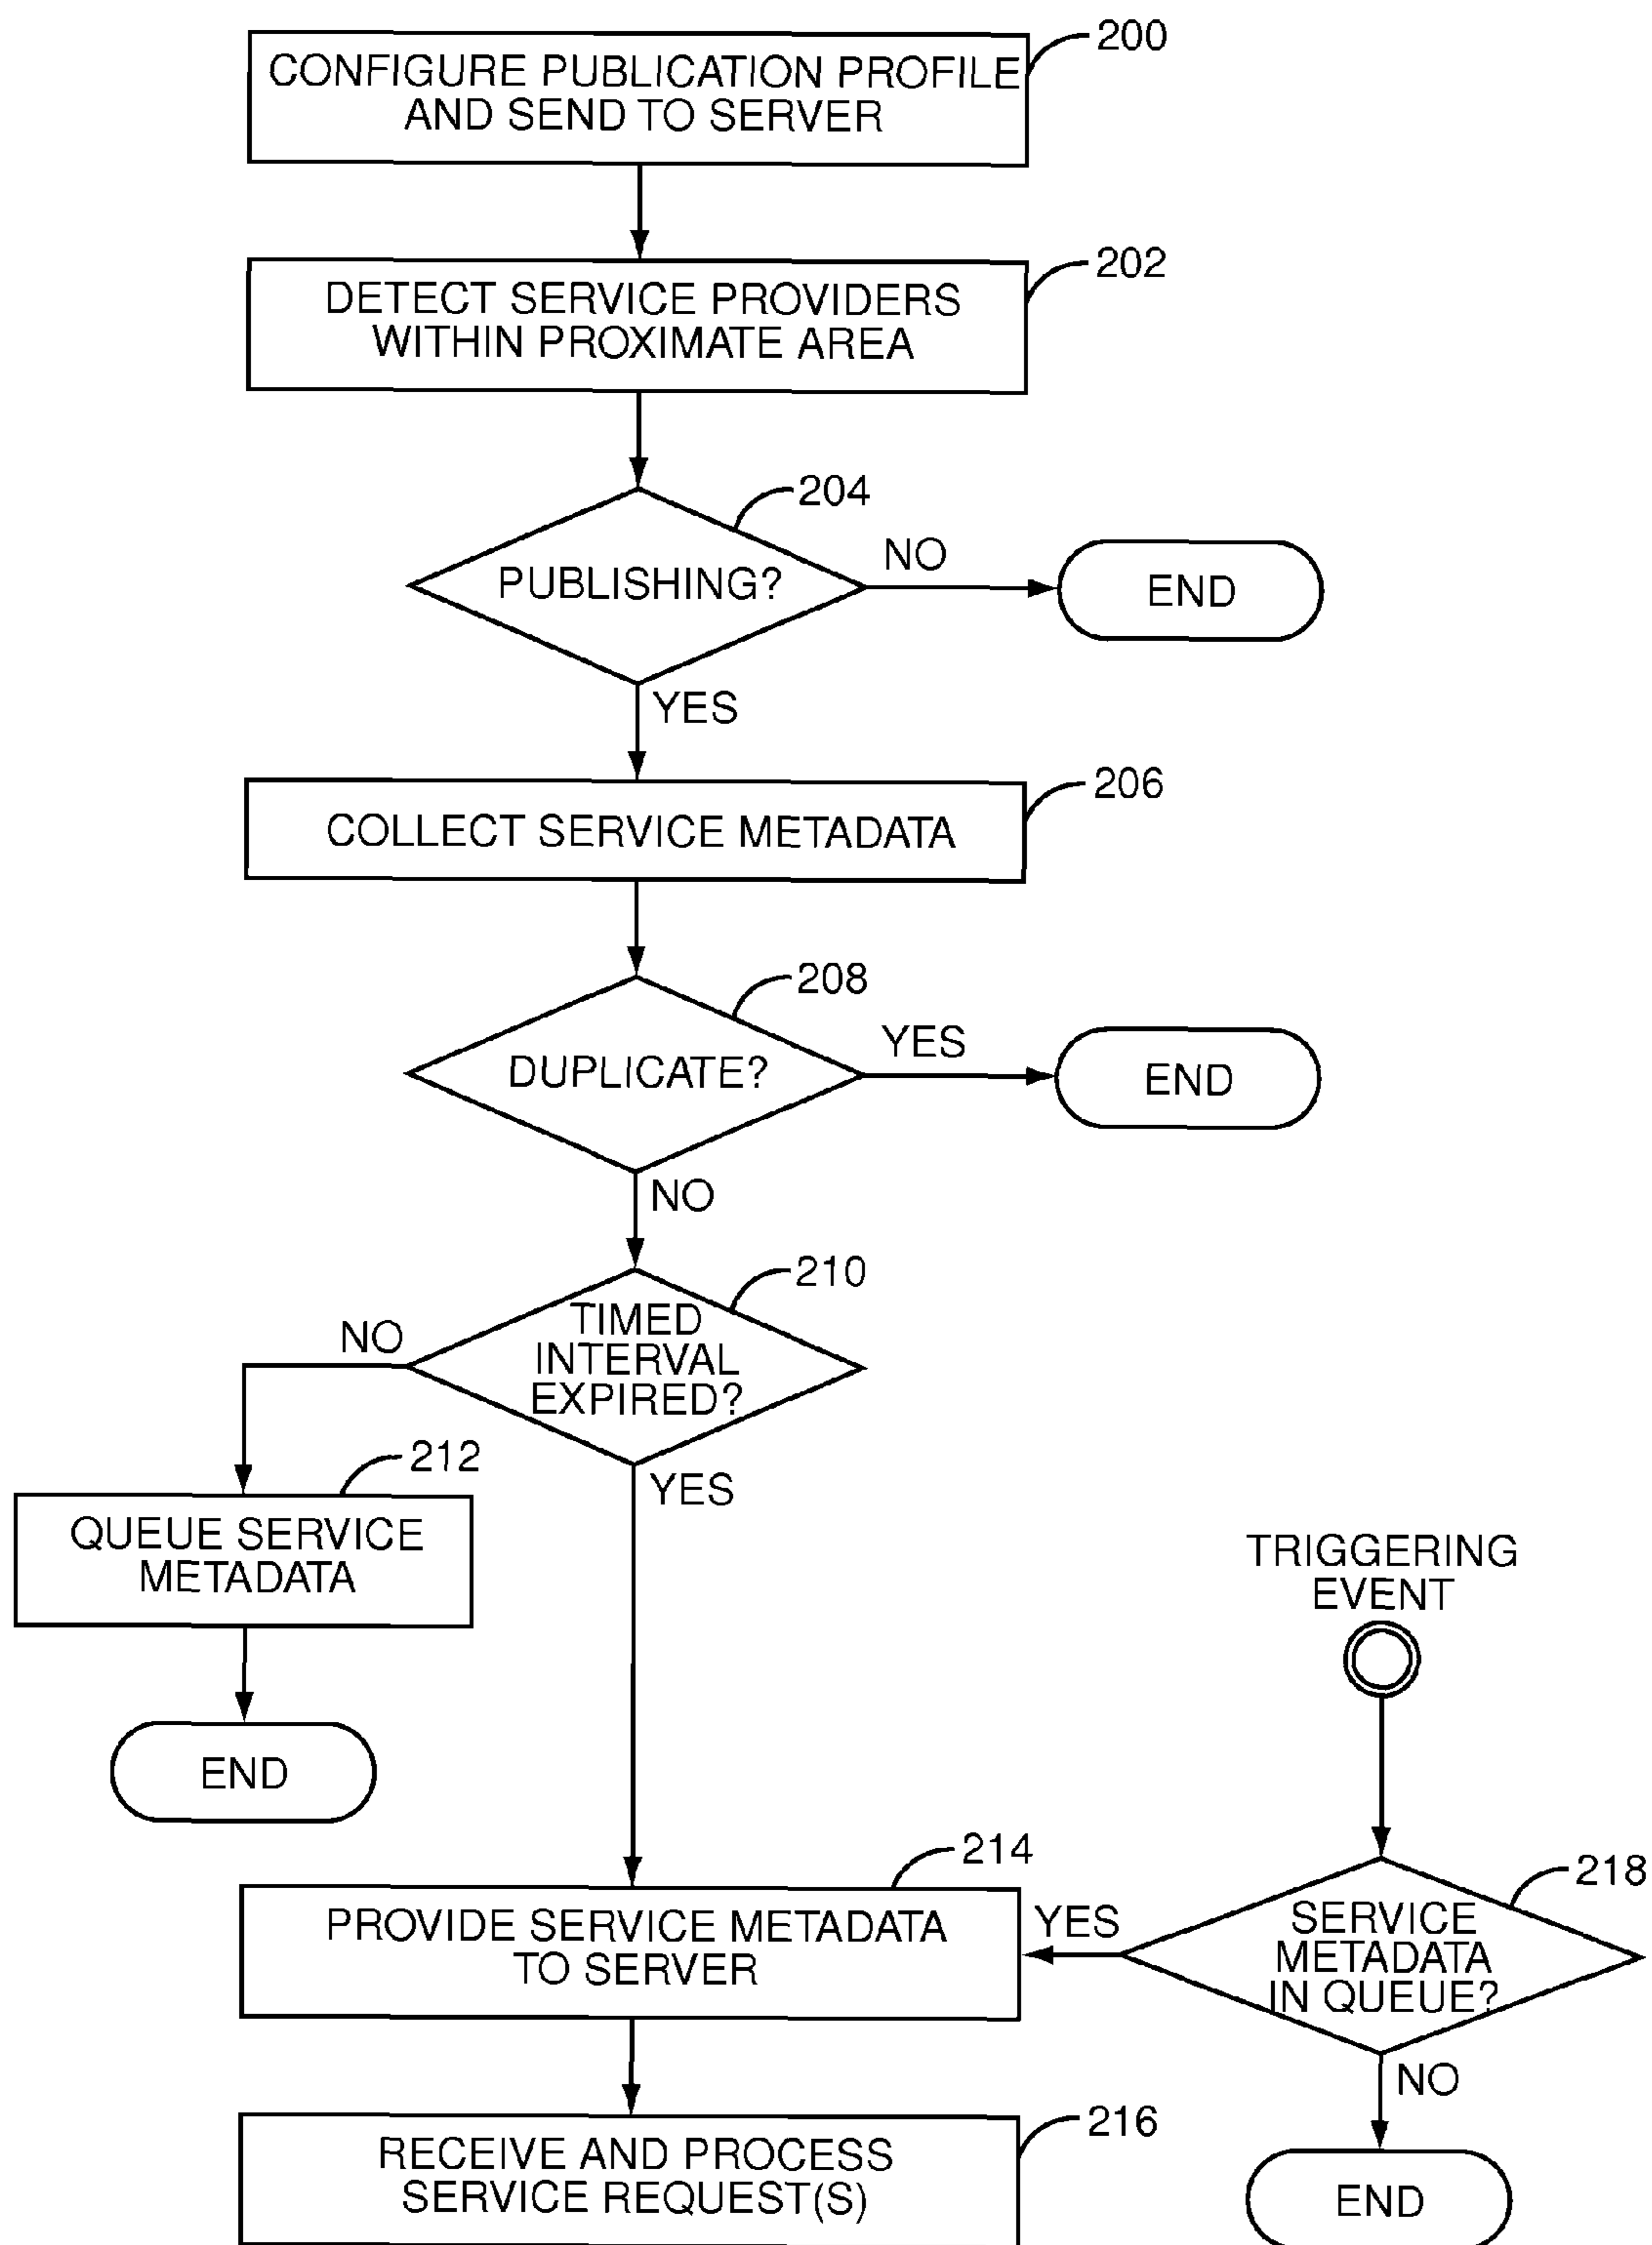 200
CONFIGURE PUBLICATION PROFILE
AND SEND TO SERVER
202
DETECT SERVICE PROVIDERS
WITHIN PROXIMATE AREA
204
PUBLISHING?
NO
END
YES
206
COLLECT SERVICE METADATA
208
DUPLICATE?
YES
END
NO
210
TIMED
INTERVAL
EXPIRED?
NO
YES
212
QUEUE SERVICE
METADATA
END
TRIGGERING
EVENT
214
PROVIDE SERVICE METADATA
TO SERVER
YES
218
SERVICE
METADATA
IN QUEUE?
NO
END
216
RECEIVE AND PROCESS
SERVICE REQUEST(S)